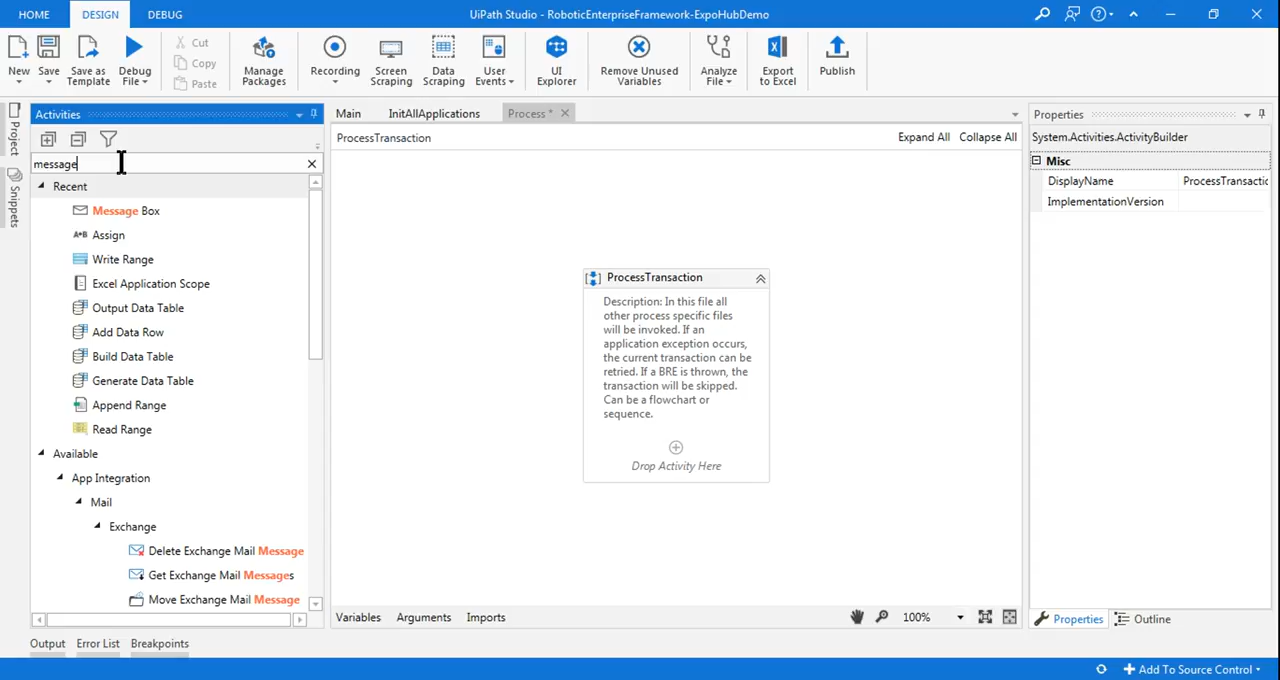 HOME DESIGN DEBUG UiPath Studio - RoboticEnterpriseFramework-ExpoHubDemo
New Save Save as Template Debug File Cut Copy Paste Manage Packages Recording Screen Scraping Data Scraping User Events UI Explorer Remove Unused Variables Analyze File Export to Excel Publish
Project
Snippets
Activities
message
Recent
Message Box
Assign
Write Range
Excel Application Scope
Output Data Table
Add Data Row
Build Data Table
Generate Data Table
Append Range
Read Range
Available
App Integration
Mail
Exchange
Delete Exchange Mail Message
Get Exchange Mail Messages
Move Exchange Mail Message
Main InitAllApplications Process *
ProcessTransaction Expand All Collapse All
ProcessTransaction
Description: In this file all
other process specific files
will be invoked. If an
application exception occurs,
the current transaction can be
retried. If a BRE is thrown, the
transaction will be skipped.
Can be a flowchart or
sequence.
Drop Activity Here
Variables Arguments Imports 100%
Properties
System.Activities.ActivityBuilder
Misc
DisplayName ProcessTransactic
ImplementationVersion
Properties Outline
Output Error List Breakpoints
Add To Source Control